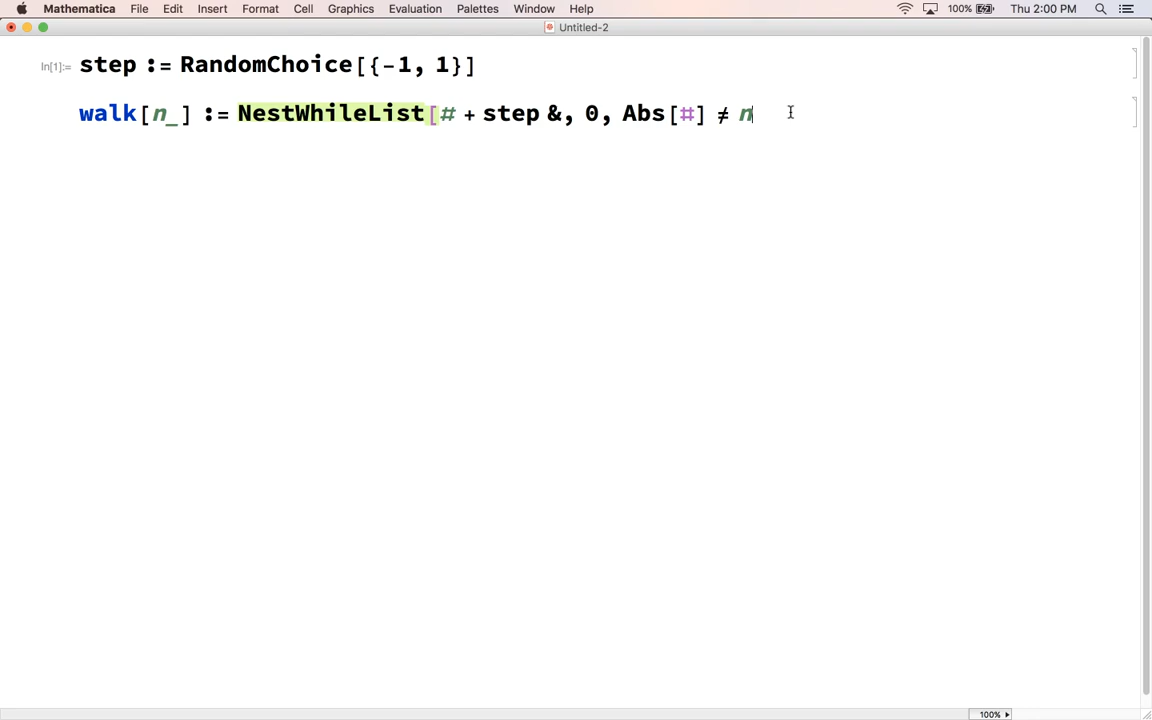 Mathematica File Edit Insert Format Cell Graphics Evaluation Palettes Window Help 100% Thu 2:00 PM
Untitled-2
In[1]:= step := RandomChoice[{-1, 1}]
walk[n_] := NestWhileList[# + step &, 0, Abs[#] ≠ n
100%